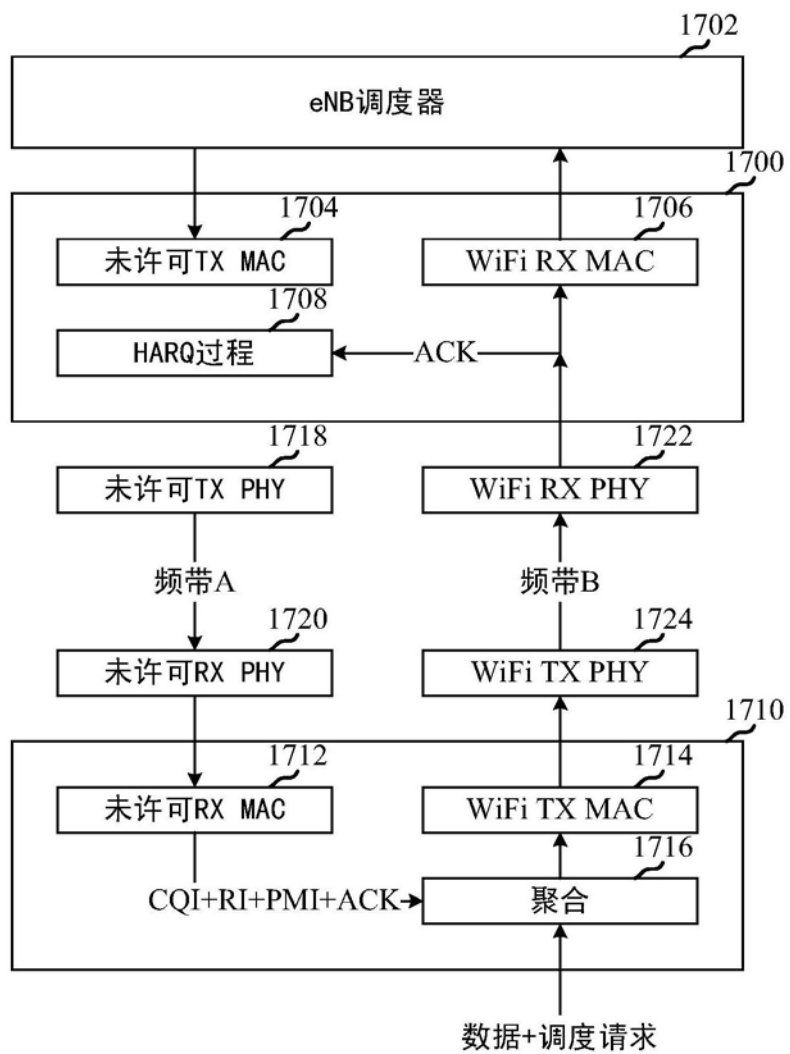 1702
eNB调度器
1700
1704
1706
未许可TX MAC
WiFi RX MAC
1708
HARQ过程
ACK
1718
1722
未许可TX PHY
WiFi RX PHY
频带A
频带B
1720
1724
未许可RX PHY
WiFi TX PHY
1710
1712
1714
未许可RX MAC
WiFi TX MAC
1716
CQI+RI+PMI+ACK
聚合
数据+调度请求